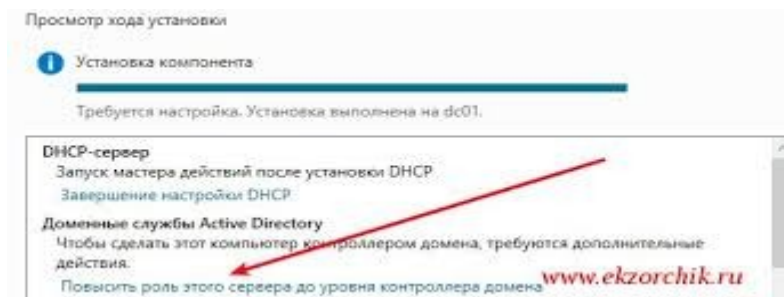 Просмотр хода установки
Установка компонента
Требуется настройка. Установка выполнена на dc01.
DHCP-сервер
Запуск мастера действий после установки DHCP
Завершение настройки DHCP
Доменные службы Active Directory
Чтобы сделать этот компьютер контроллером домена, требуются дополнительные
действия.
www.ekzorchik.ru
Повысить роль этого сервера до уровня контроллера домена